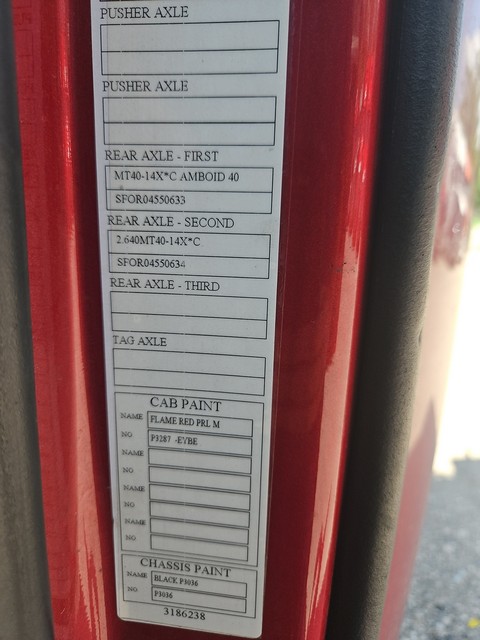 PUSHER AXLE
PUSHER AXLE
REAR AXLE - FIRST
MT40-14X*C AMBOID 40
SFOR04550633
REAR AXLE - SECOND
2.640MT40-14X*C
SFOR04550634
REAR AXLE - THIRD
TAG AXLE
CAB PAINT
NAME FLAME RED PRL M
NO P3287 -EYBE
NAME
NO
NAME
NO
NAME
NO
CHASSIS PAINT
NAME BLACK P3036
NO P3036
3186238